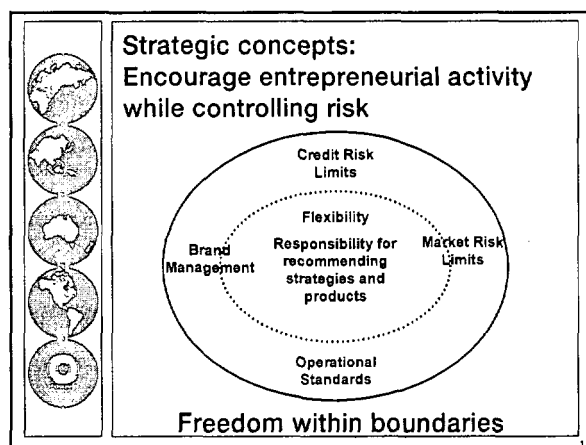 Strategic concepts:
Encourage entrepreneurial activity
while controlling risk
Credit Risk
Limits
Flexibility
Responsibility for
recommending
strategies and
products
Brand
Management
Market Risk
Limits
Operational
Standards
Freedom within boundaries